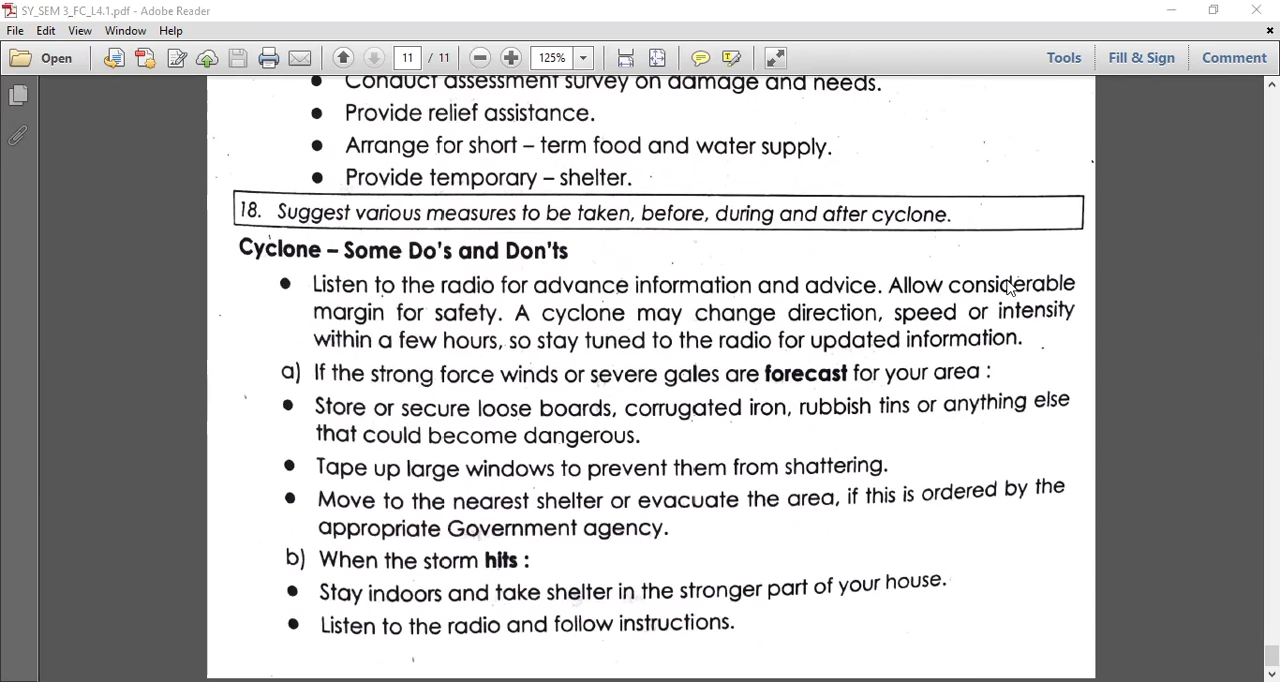 SY_SEM 3_FC_L4.1.pdf - Adobe Reader
File Edit View Window Help
Open 11 / 11 125% Tools Fill & Sign Comment
• Conduct assessment survey on damage and needs.
• Provide relief assistance.
• Arrange for short – term food and water supply.
• Provide temporary – shelter.
18. Suggest various measures to be taken, before, during and after cyclone.
Cyclone – Some Do's and Don'ts
• Listen to the radio for advance information and advice. Allow considerable
margin for safety. A cyclone may change direction, speed or intensity
within a few hours, so stay tuned to the radio for updated information.
a) If the strong force winds or severe gales are forecast for your area :
• Store or secure loose boards, corrugated iron, rubbish tins or anything else
that could become dangerous.
• Tape up large windows to prevent them from shattering.
• Move to the nearest shelter or evacuate the area, if this is ordered by the
appropriate Government agency.
b) When the storm hits :
• Stay indoors and take shelter in the stronger part of your house.
• Listen to the radio and follow instructions.